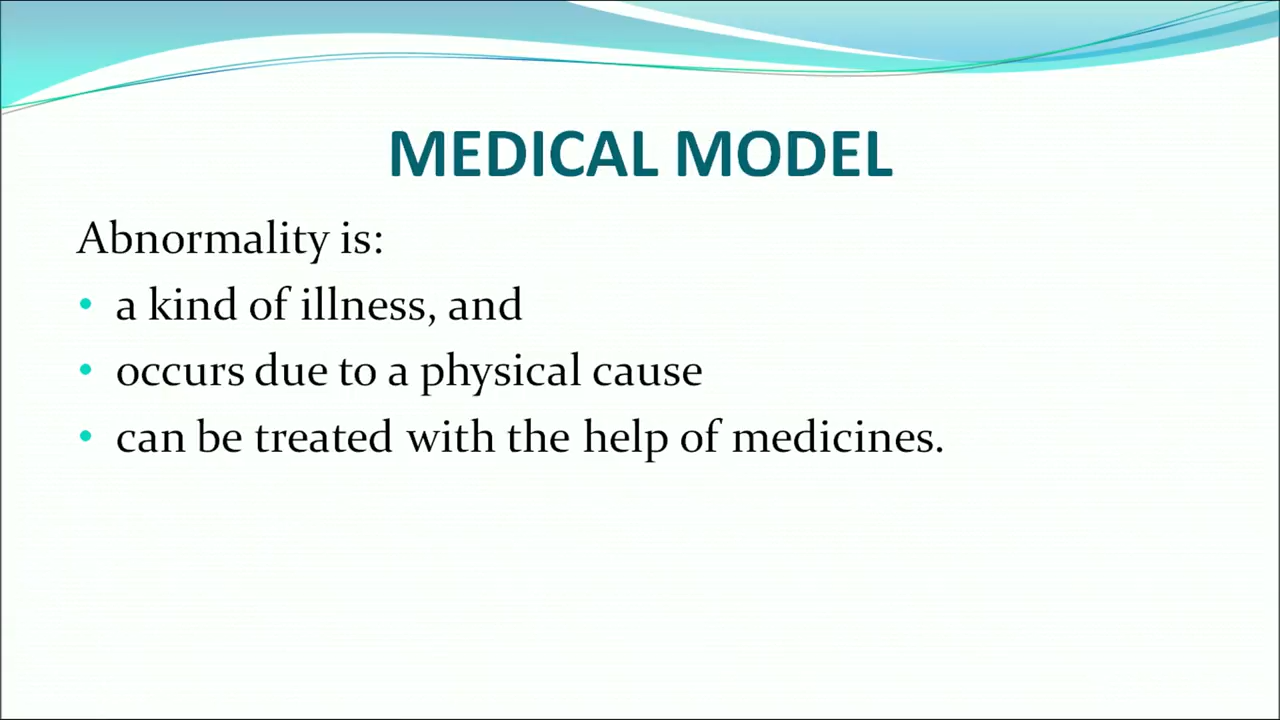 MEDICAL MODEL
Abnormality is:
• a kind of illness, and
• occurs due to a physical cause
• can be treated with the help of medicines.